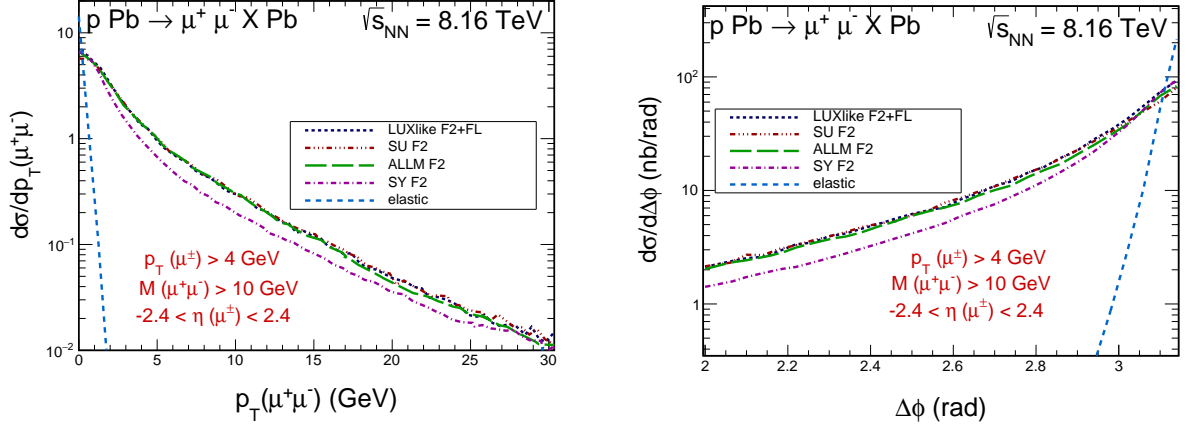 p Pb → μ⁺ μ⁻ X Pb
√s_NN = 8.16 TeV
dσ/dp_T(μ⁺μ⁻)
10
1
10⁻¹
10⁻²
LUXlike F2+FL
SU F2
ALLM F2
SY F2
elastic
p_T (μ^±) > 4 GeV
M (μ⁺μ⁻) > 10 GeV
-2.4 < η (μ^±) < 2.4
0 5 10 15 20 25 30
p_T(μ⁺μ⁻) (GeV)
p Pb → μ⁺ μ⁻ X Pb
√s_NN = 8.16 TeV
dσ/dΔϕ (nb/rad)
10²
10
1
LUXlike F2+FL
SU F2
ALLM F2
SY F2
elastic
p_T (μ^±) > 4 GeV
M (μ⁺μ⁻) > 10 GeV
-2.4 < η (μ^±) < 2.4
2 2.2 2.4 2.6 2.8 3
Δϕ (rad)